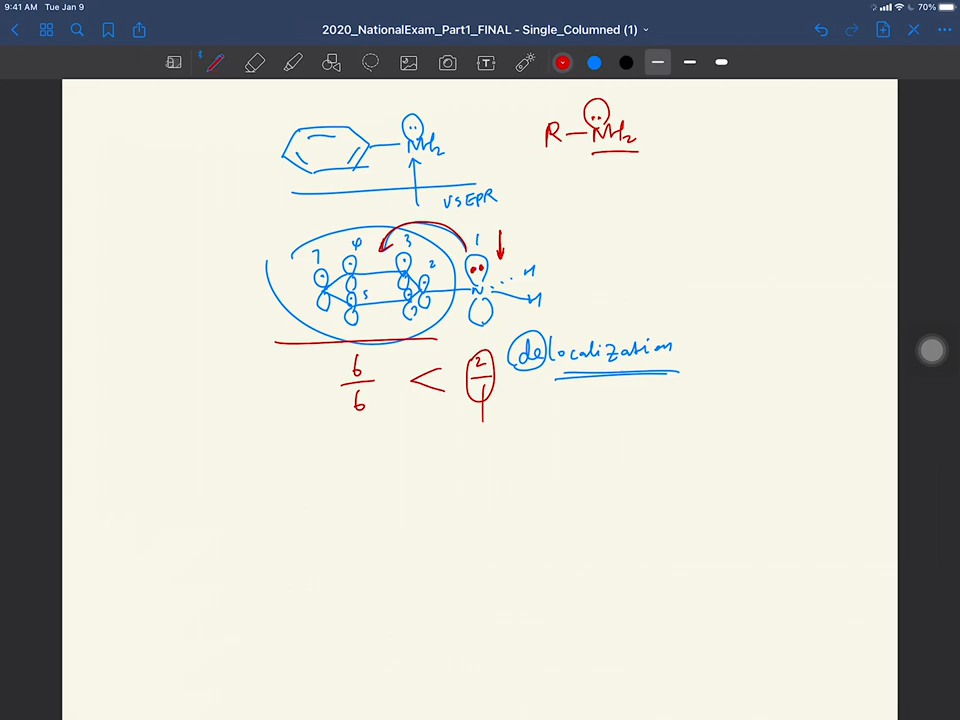 9:41 AM Tue Jan 9
70%
2020_NationalExam_Part1_FINAL - Single_Columned (1)
T
NH2
R-NH2
VSEPR
7 4 3 2 1
5
N
H
H
delocalization
6/6 < 2/1